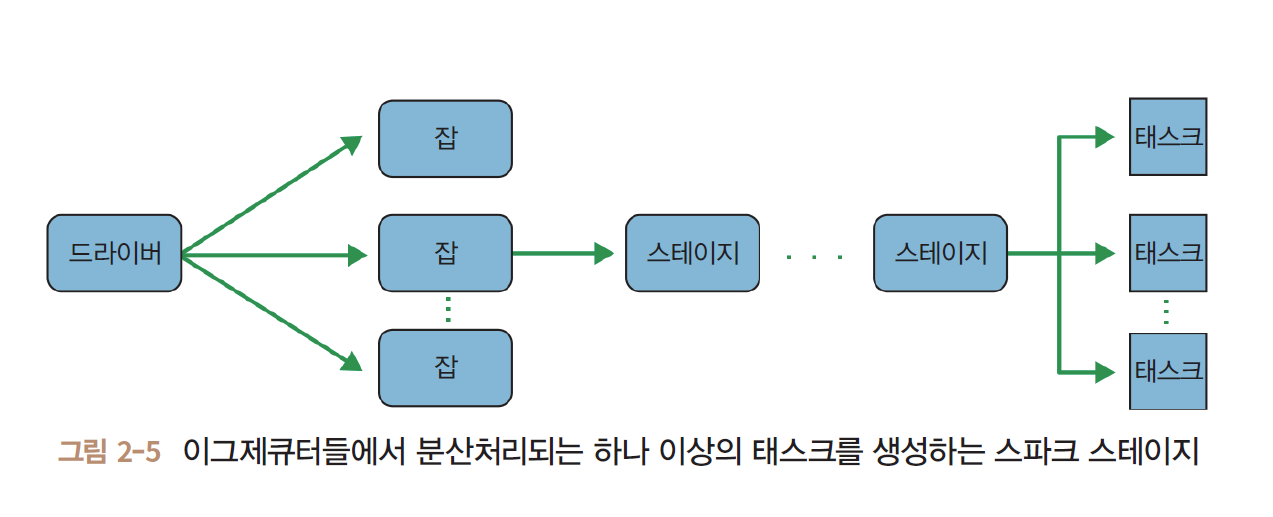 잡
태스크
드라이버
잡
스테이지
. . .
스테이지
태스크
잡
태스크
그림 2-5 이그제큐터들에서 분산처리되는 하나 이상의 태스크를 생성하는 스파크 스테이지